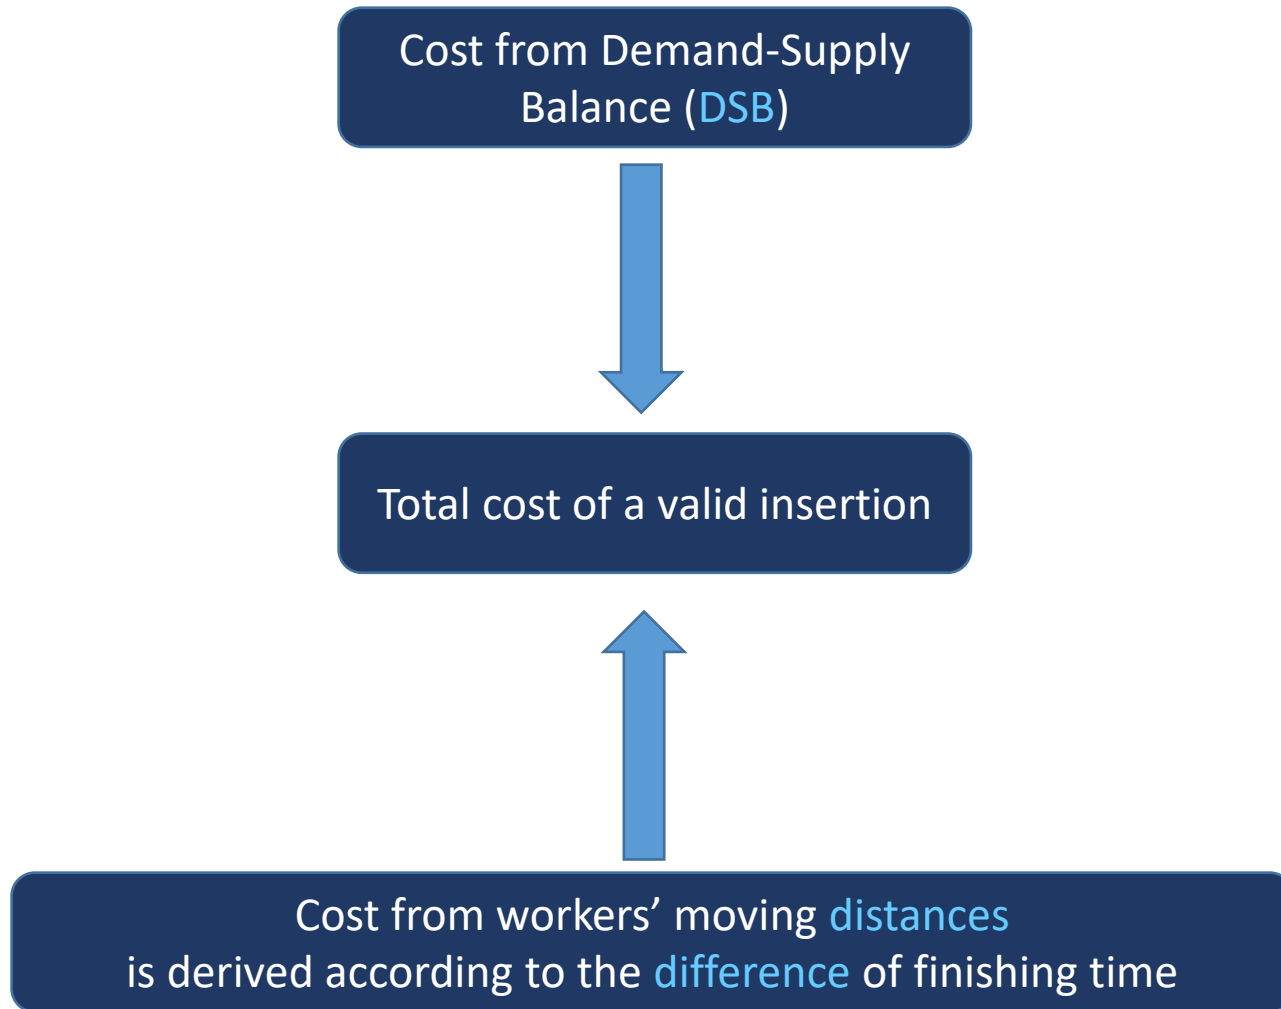 Cost from Demand-Supply
Balance (DSB)
Total cost of a valid insertion
Cost from workers’ moving distances
is derived according to the difference of finishing time